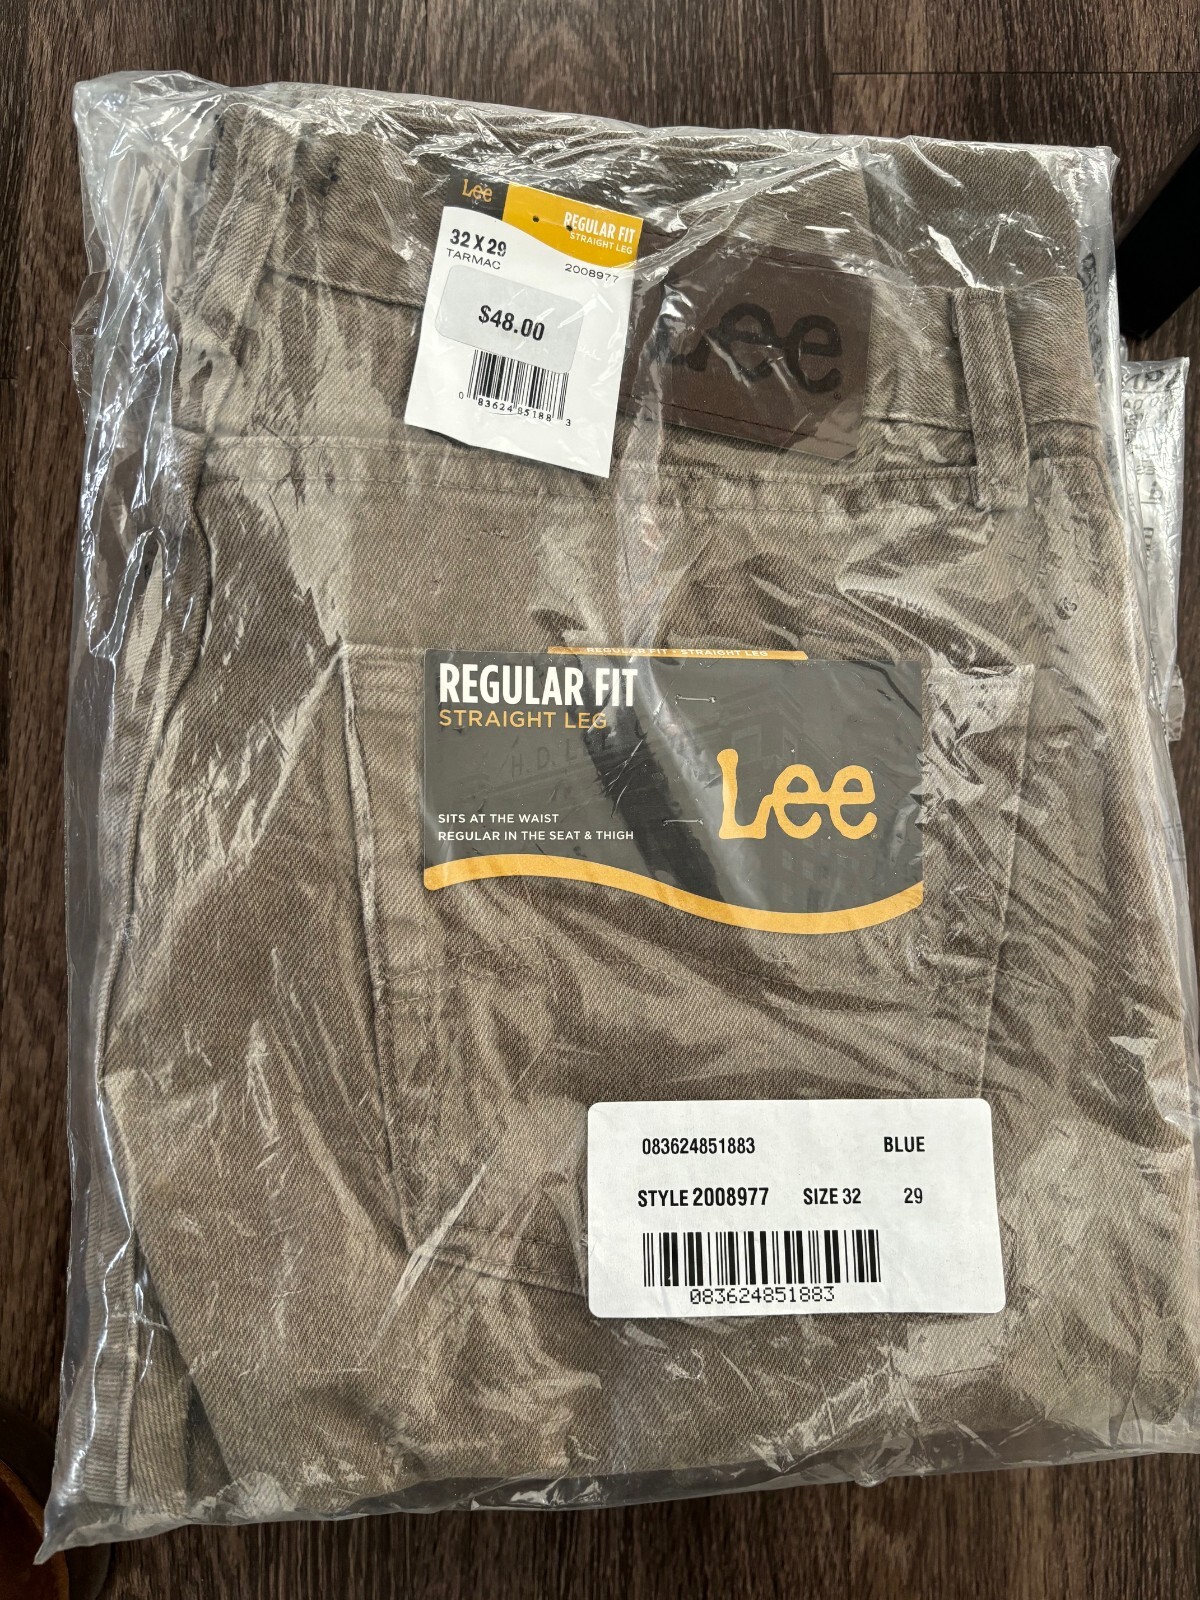 Lee
REGULAR FIT
STRAIGHT LEG
32 X 29
TARMAC
2008977
$48.00
0 83624 85188 3
Lee
REGULAR FIT • STRAIGHT LEG
REGULAR FIT
STRAIGHT LEG
H.D. LEE
Lee
SITS AT THE WAIST
REGULAR IN THE SEAT & THIGH
083624851883 BLUE
STYLE 2008977 SIZE 32 29
083624851883